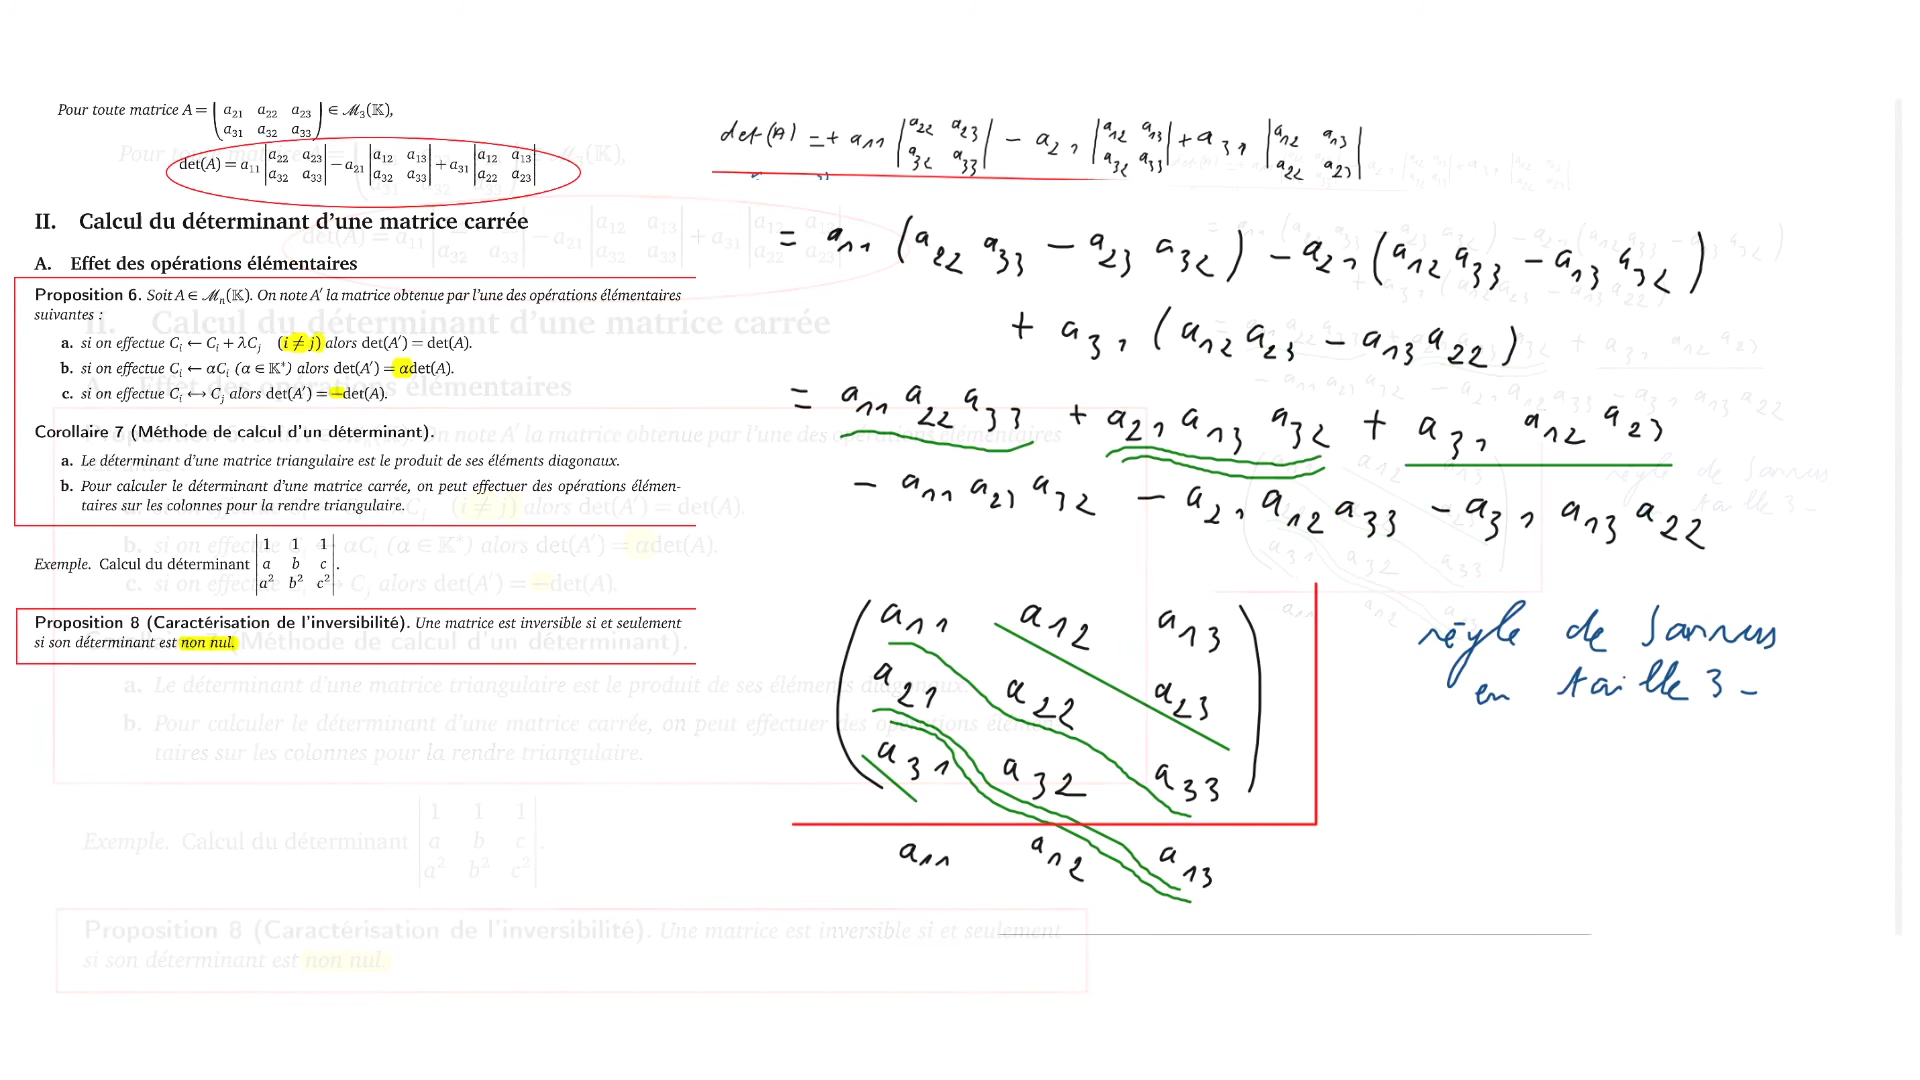 Pour toute matrice A = ( a21 a22 a23 ) ∈ ℳ3(𝕂),
a31 a32 a33
det(A) = a11 |a22 a23| − a21 |a12 a13| + a31 |a12 a13|
|a32 a33| |a32 a33| |a22 a23|
II. Calcul du déterminant d'une matrice carrée
A. Effet des opérations élémentaires
Proposition 6. Soit A ∈ ℳn(𝕂). On note A′ la matrice obtenue par l'une des opérations élémentaires
suivantes :
a. si on effectue Ci ← Ci + λCj (i ≠ j) alors det(A′) = det(A).
b. si on effectue Ci ← αCi (α ∈ 𝕂*) alors det(A′) = αdet(A).
c. si on effectue Ci ↔ Cj alors det(A′) = −det(A).
Corollaire 7 (Méthode de calcul d'un déterminant).
a. Le déterminant d'une matrice triangulaire est le produit de ses éléments diagonaux.
b. Pour calculer le déterminant d'une matrice carrée, on peut effectuer des opérations élémen-
taires sur les colonnes pour la rendre triangulaire.
1 1 1
Exemple. Calcul du déterminant | a b c |.
a² b² c²
Proposition 8 (Caractérisation de l'inversibilité). Une matrice est inversible si et seulement
si son déterminant est non nul.
det(A) = + a11 |a22 a23| − a21 |a12 a13| + a31 |a12 a13|
|a32 a33| |a32 a33| |a22 a23|
= a11 (a22 a33 − a23 a32) − a21 (a12 a33 − a13 a32)
+ a31 (a12 a23 − a13 a22)
= a11 a22 a33 + a21 a13 a32 + a31 a12 a23
− a11 a23 a32 − a21 a12 a33 − a31 a13 a22
a11 a12 a13
a21 a22 a23
a31 a32 a33
a11 a12 a13
règle de Sarrus
en taille 3 –